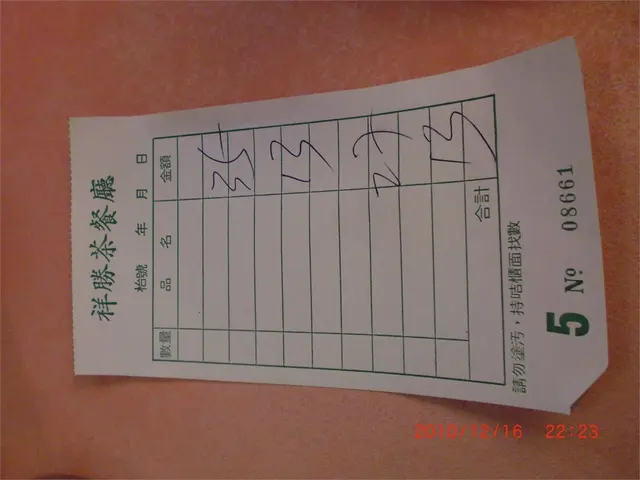 祥勝茶餐廳
枱號 年 月 日
數量 品名 金額
35
13
27
13
合計
請勿塗污，持咭櫃面找數
5 Nº 08661
2010/12/16 22:23